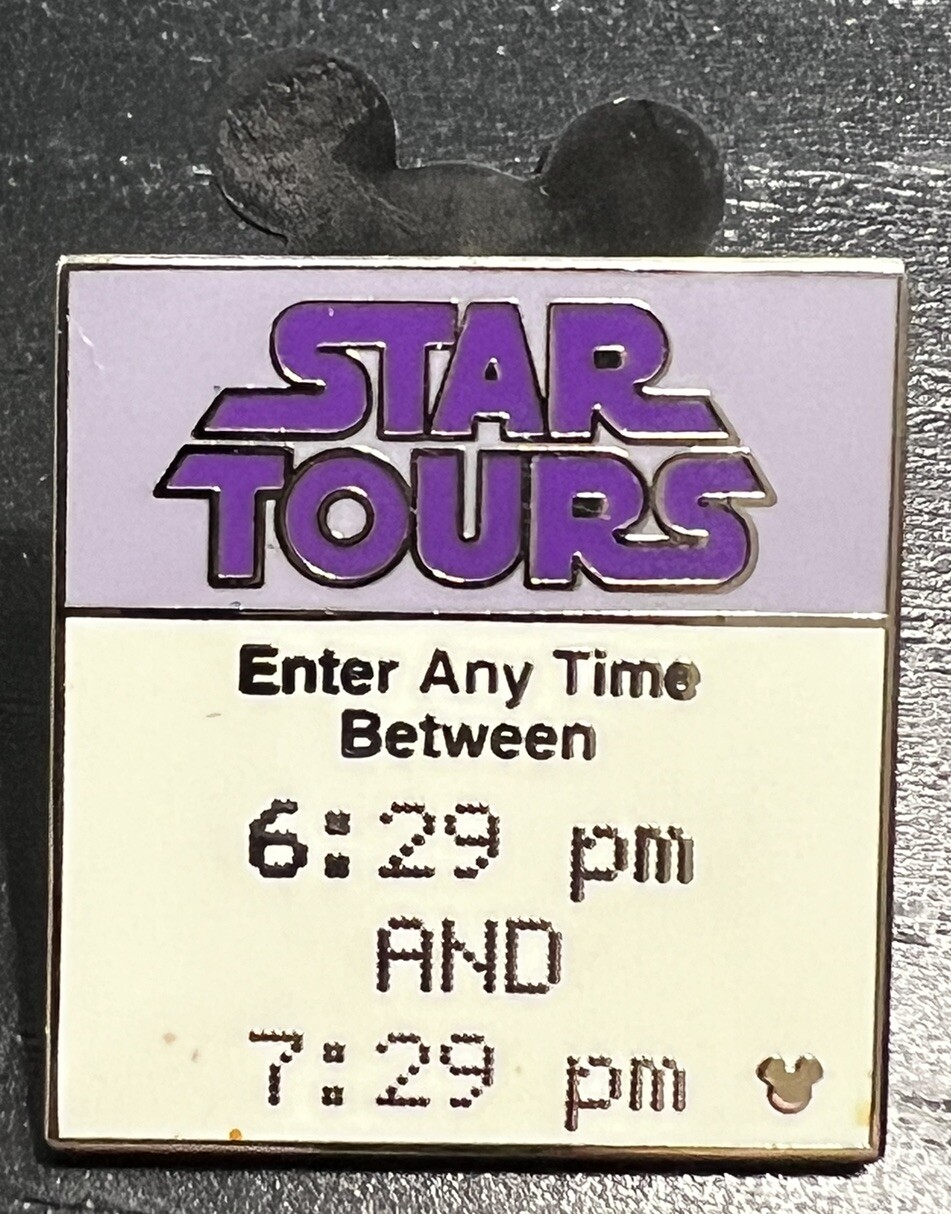 STAR
TOURS
Enter Any Time
Between
6:29 pm
AND
7:29 pm